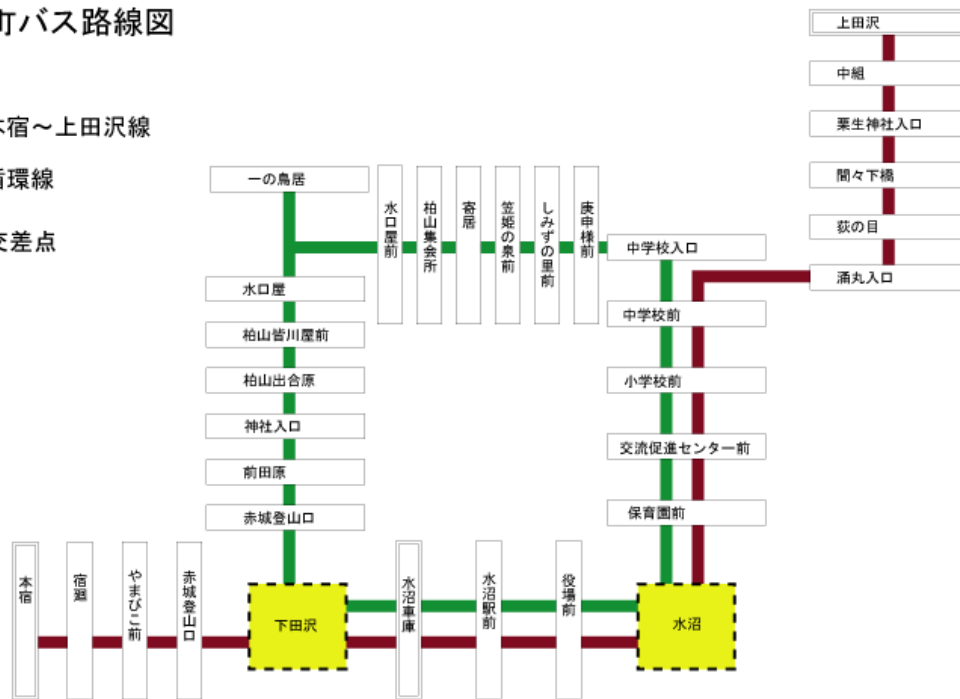 町バス路線図
本宿～上田沢線
循環線
交差点
上田沢
中組
栗生神社入口
間々下橋
荻の目
涌丸入口
一の鳥居
水口屋前
柏山集会所
寄居
笠姫の泉前
しみずの里前
庚申様前
中学校入口
水口屋
柏山皆川屋前
柏山出合原
神社入口
前田原
赤城登山口
中学校前
小学校前
交流促進センター前
保育園前
本宿
宿廻
やまびこ前
赤城登山口
下田沢
水沼車庫
水沼駅前
役場前
水沼